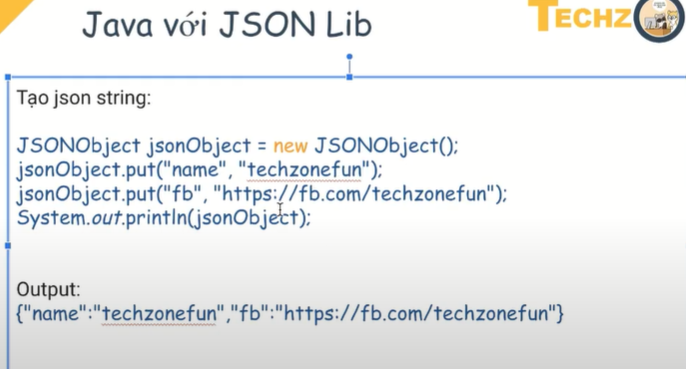 Java với JSON Lib
TECHZ
Tạo json string:
JSONObject jsonObject = new JSONObject();
jsonObject.put("name", "techzonefun");
jsonObject.put("fb", "https://fb.com/techzonefun");
System.out.println(jsonObject);
Output:
{"name":"techzonefun","fb":"https://fb.com/techzonefun"}